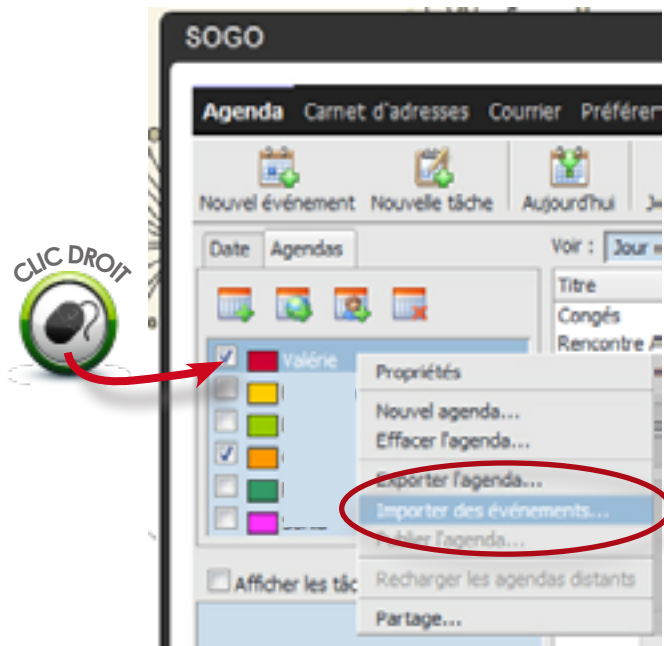 SOGO
Agenda Carnet d'adresses Courrier Préféren
Nouvel événement Nouvelle tâche Aujourd'hui
Date Agendas Voir : Jour
CLIC DROIT
Titre
Congés
Rencontre
Valérie
Propriétés
Nouvel agenda...
Effacer l'agenda...
Exporter l'agenda...
Importer des événements...
Publier l'agenda...
Afficher les tâc
Recharger les agendas distants
Partage...